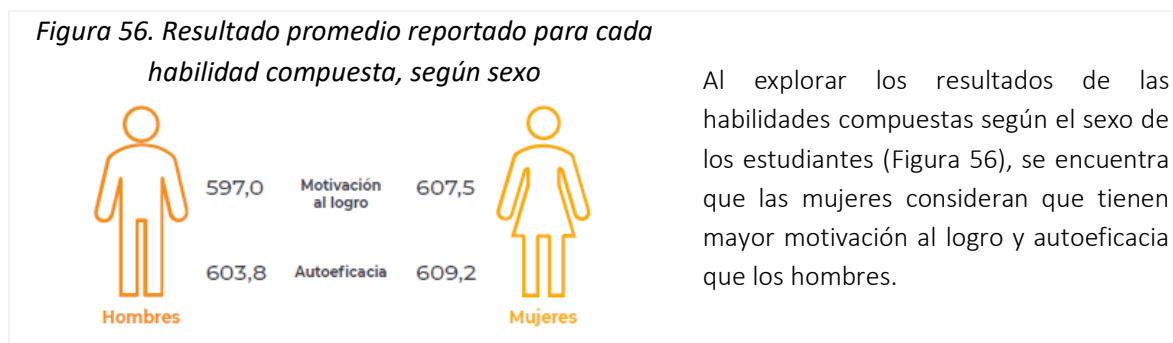 Figura 56. Resultado promedio reportado para cada
habilidad compuesta, según sexo
597,0 Motivación al logro 607,5
603,8 Autoeficacia 609,2
Hombres Mujeres
Al explorar los resultados de las
habilidades compuestas según el sexo de
los estudiantes (Figura 56), se encuentra
que las mujeres consideran que tienen
mayor motivación al logro y autoeficacia
que los hombres.